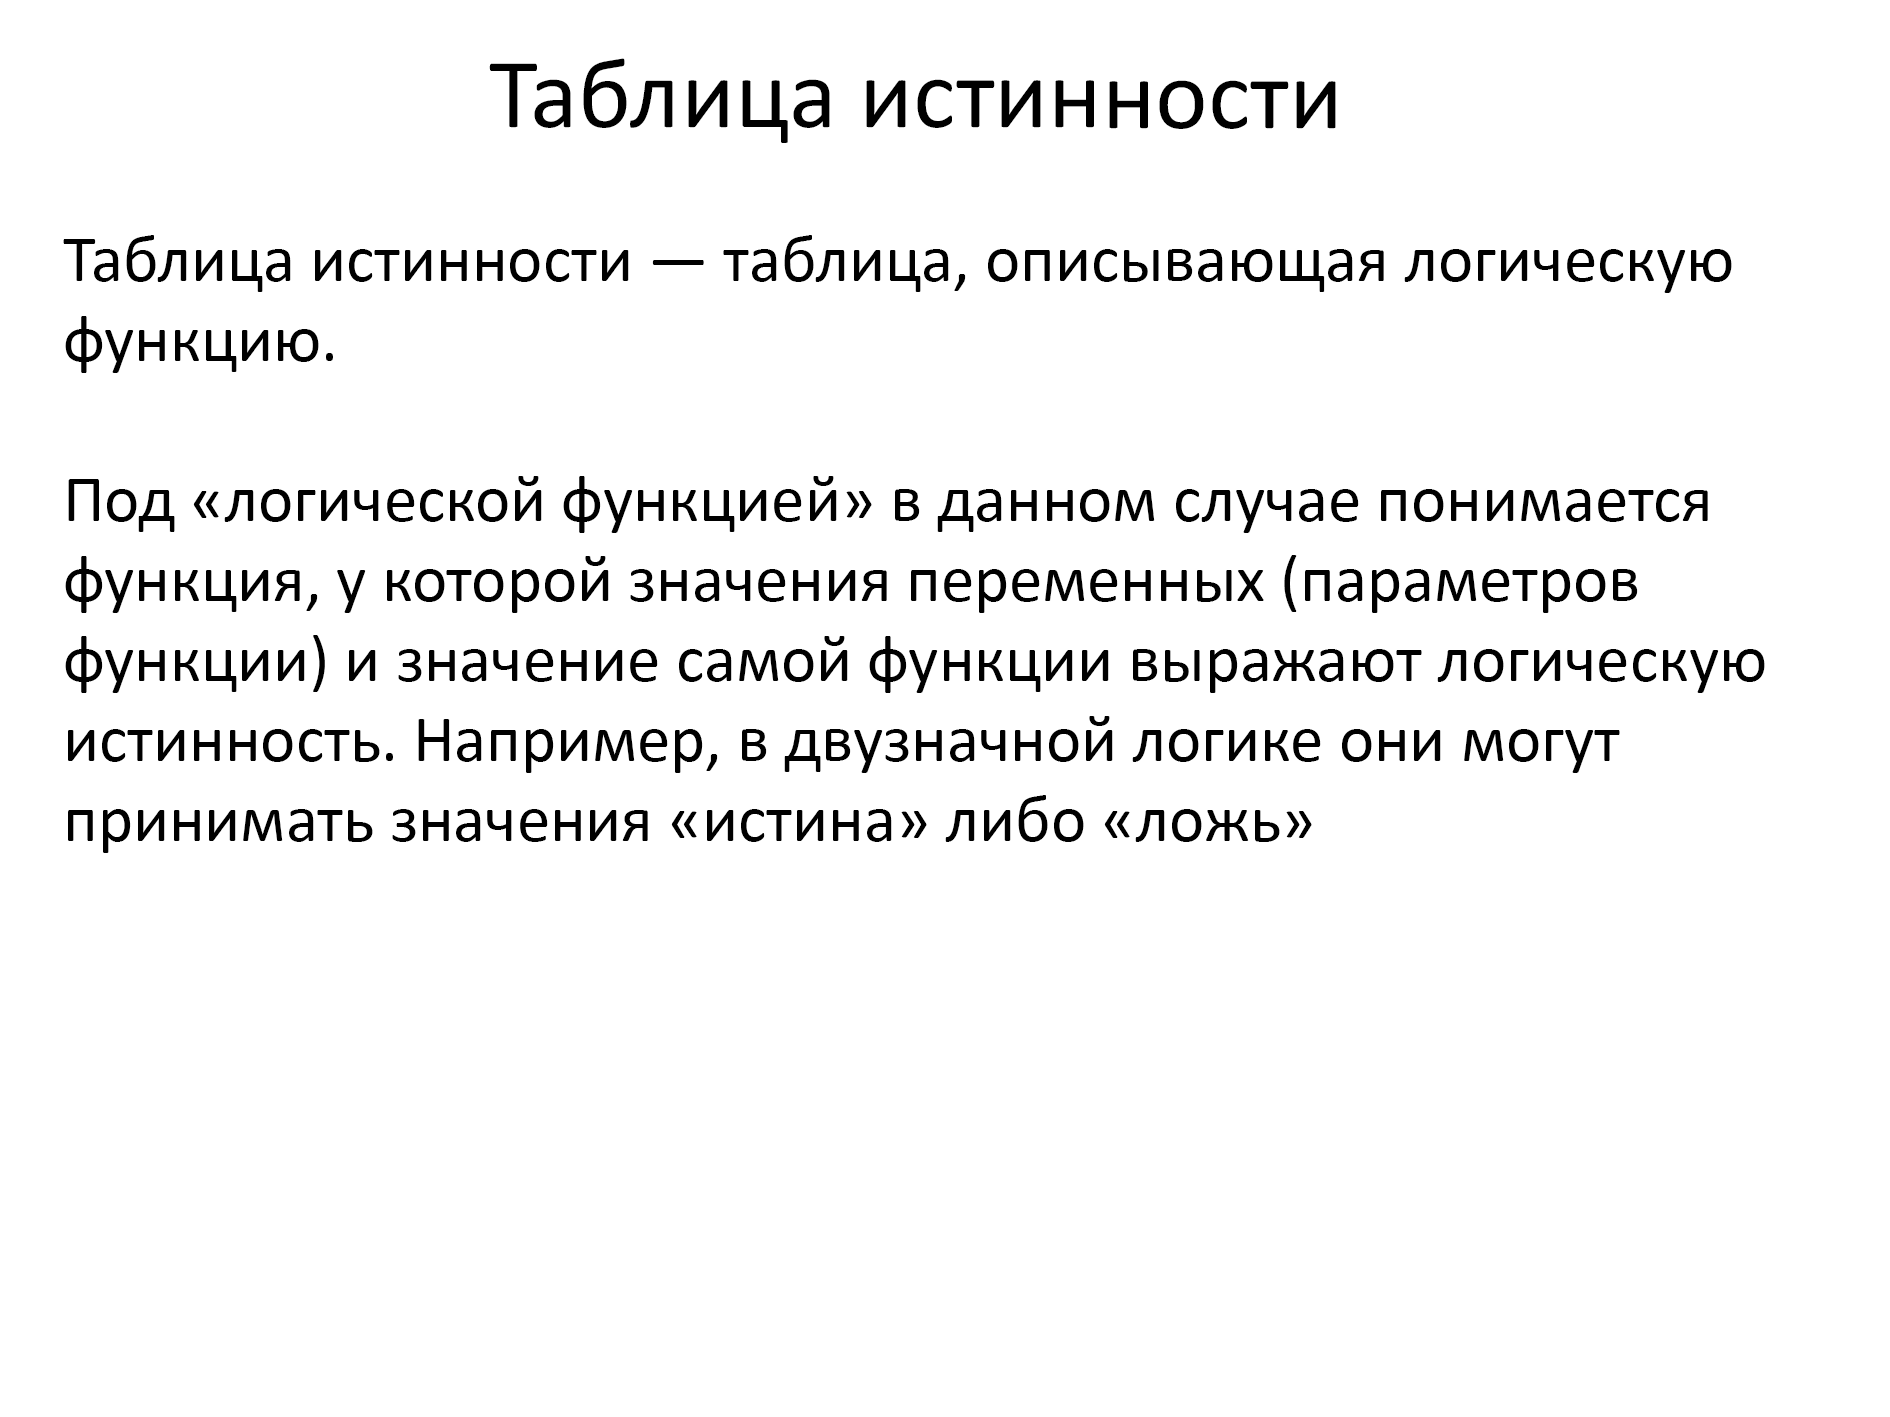 Таблица истинности
Таблица истинности — таблица, описывающая логическую
функцию.
Под «логической функцией» в данном случае понимается
функция, у которой значения переменных (параметров
функции) и значение самой функции выражают логическую
истинность. Например, в двузначной логике они могут
принимать значения «истина» либо «ложь»